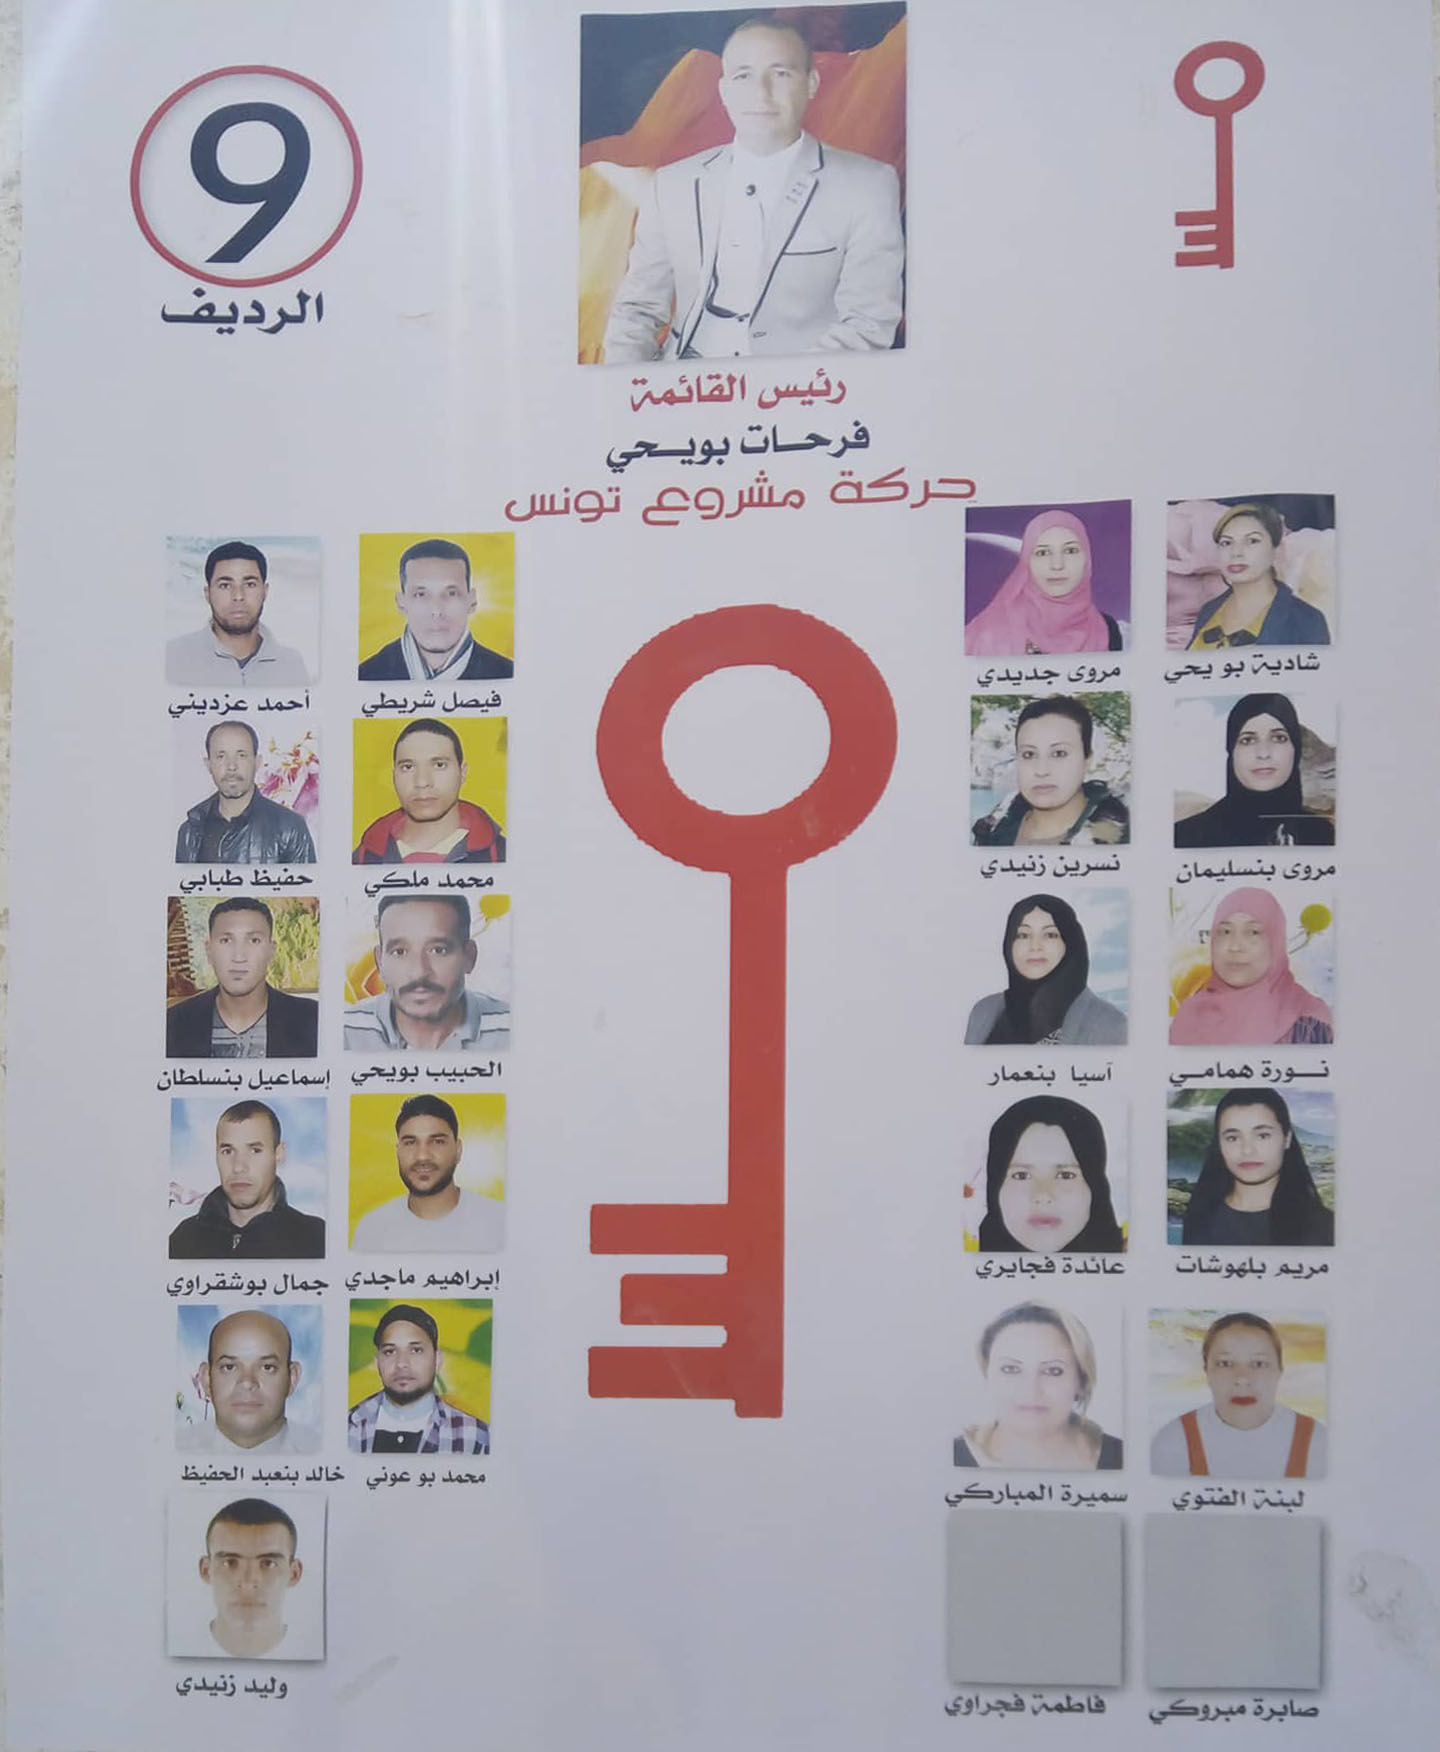 9
الرديف
رئيس القائمة
فرحات بويحي
حركة مشروع تونس
شادية بو يحي
مروى جديدي
فيصل شريطي
أحمد عزديني
مروى بنسليمان
نسرين زنيدي
محمد ملكي
حفيظ طبابي
نورة همامي
آسيا بنعمار
الحبيب بويحي
إسماعيل بنسلطان
مريم بلهوشات
عائدة فجايري
إبراهيم ماجدي
جمال بوشقراوي
لبنة الفتوي
سميرة المباركي
محمد بو عوني
خالد بنعبد الحفيظ
صابرة مبروكي
فاطمة فجراوي
وليد زنيدي